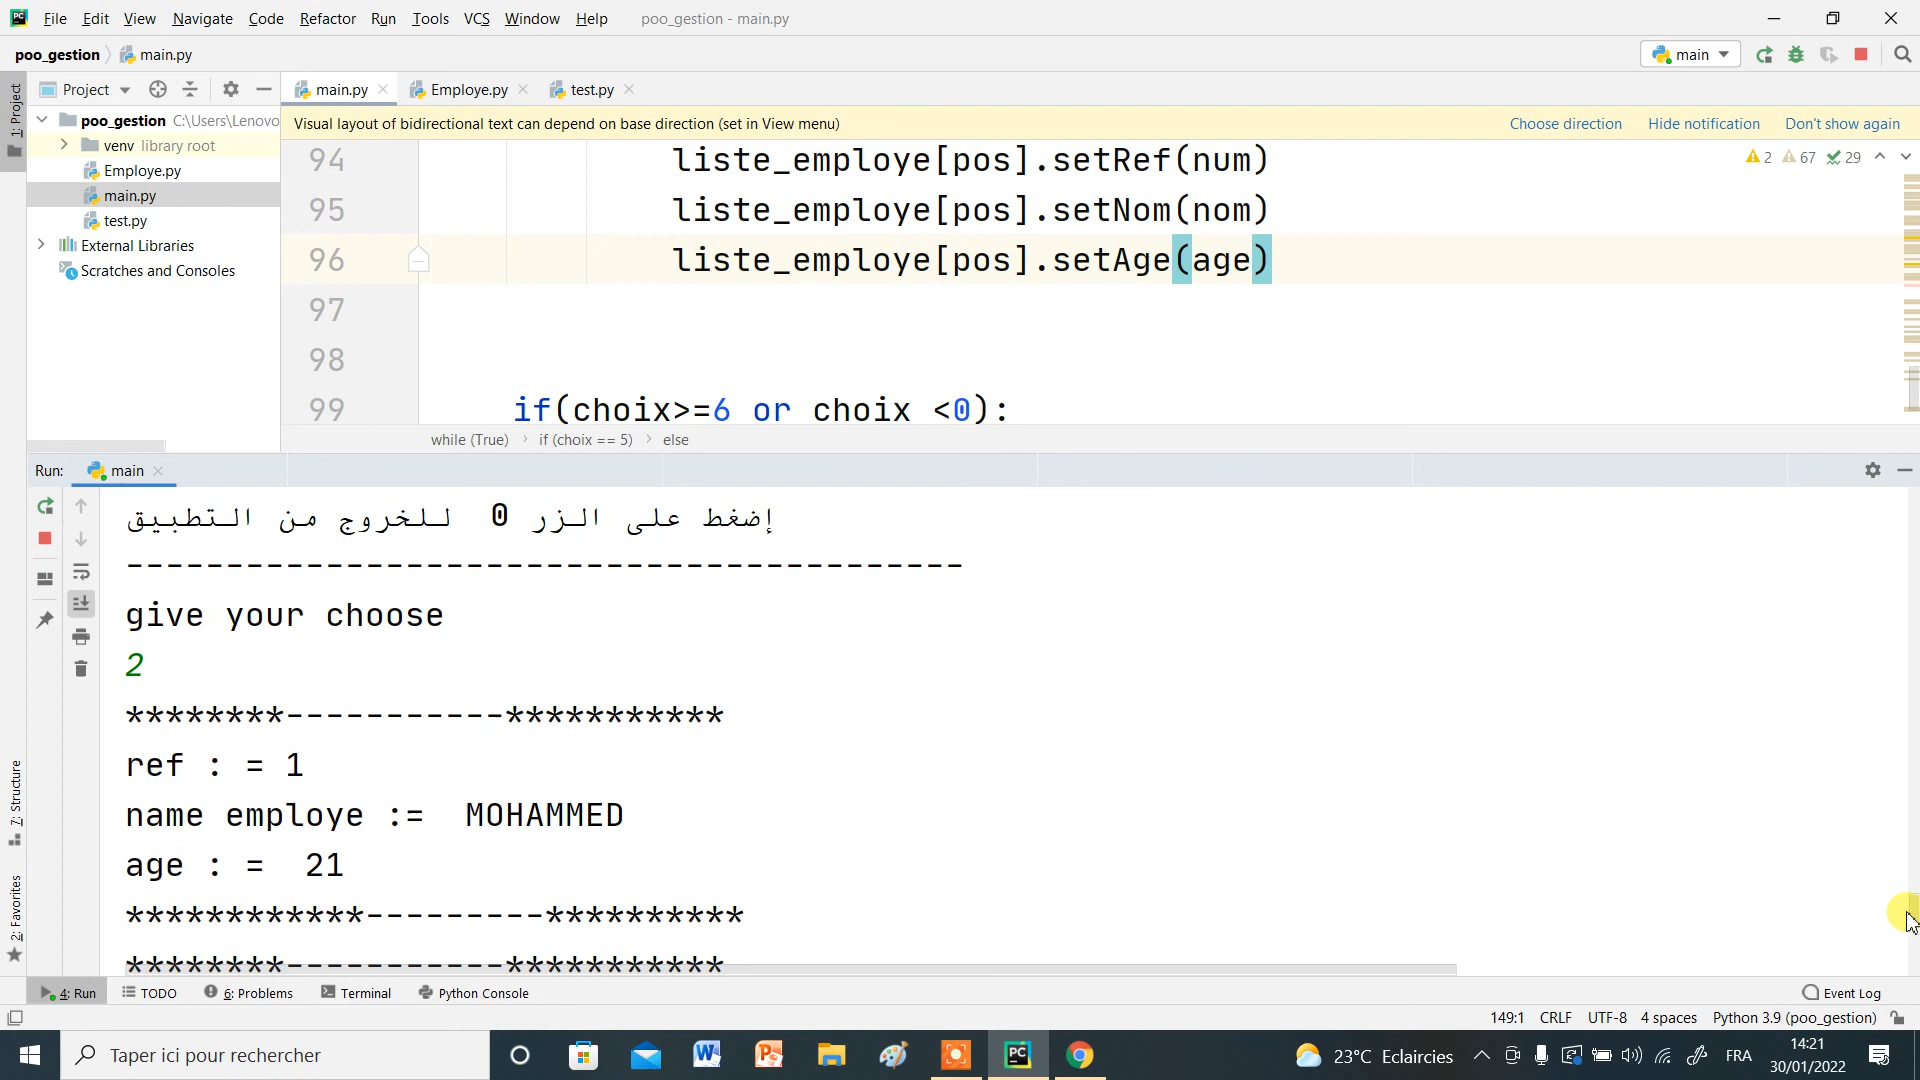 File Edit View Navigate Code Refactor Run Tools VCS Window Help poo_gestion - main.py
poo_gestion main.py main
1: Project
Project main.py Employe.py test.py
poo_gestion C:\Users\Lenovo
venv library root
Employe.py
main.py
test.py
External Libraries
Scratches and Consoles
Visual layout of bidirectional text can depend on base direction (set in View menu) Choose direction Hide notification Don't show again
2 67 29
94 liste_employe[pos].setRef(num)
95 liste_employe[pos].setNom(nom)
96 liste_employe[pos].setAge(age)
97
98
99 if(choix>=6 or choix <0):
while (True) if (choix == 5) else
Run: main
إضغط على الزر 0 للخروج من التطبيق
------------------------------------------
give your choose
2
********-----------***********
ref : = 1
name employe :=  MOHAMMED
age : =  21
************---------**********
********-----------***********
7: Structure
2: Favorites
4: Run TODO 6: Problems Terminal Python Console Event Log
149:1 CRLF UTF-8 4 spaces Python 3.9 (poo_gestion)
Taper ici pour rechercher
23°C Eclaircies FRA 14:21
30/01/2022